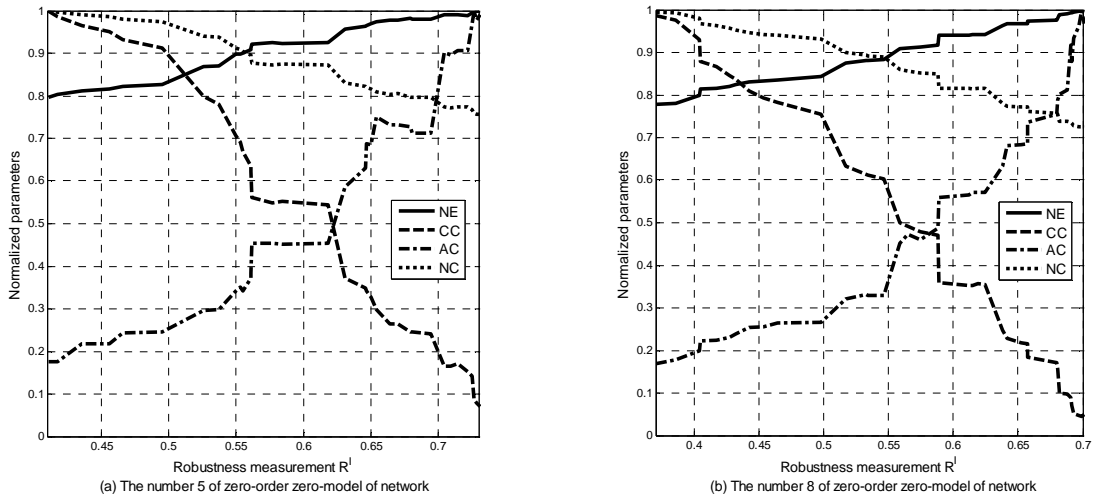 1
0.9
0.8
0.7
0.6
0.5
0.4
0.3
0.2
0.1
0
Normalized parameters
NE
CC
AC
NC
0.45 0.5 0.55 0.6 0.65 0.7
Robustness measurement R^I
(a) The number 5 of zero-order zero-model of network
1
0.9
0.8
0.7
0.6
0.5
0.4
0.3
0.2
0.1
0
Normalized parameters
NE
CC
AC
NC
0.4 0.45 0.5 0.55 0.6 0.65 0.7
Robustness measurement R^I
(b) The number 8 of zero-order zero-model of network